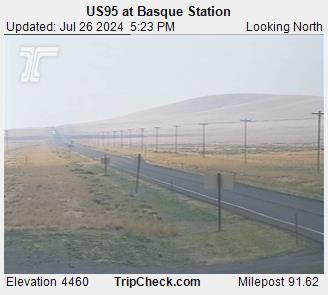 US95 at Basque Station
Updated: Jul 26 2024 5:23 PM Looking North
Elevation 4460 TripCheck.com Milepost 91.62